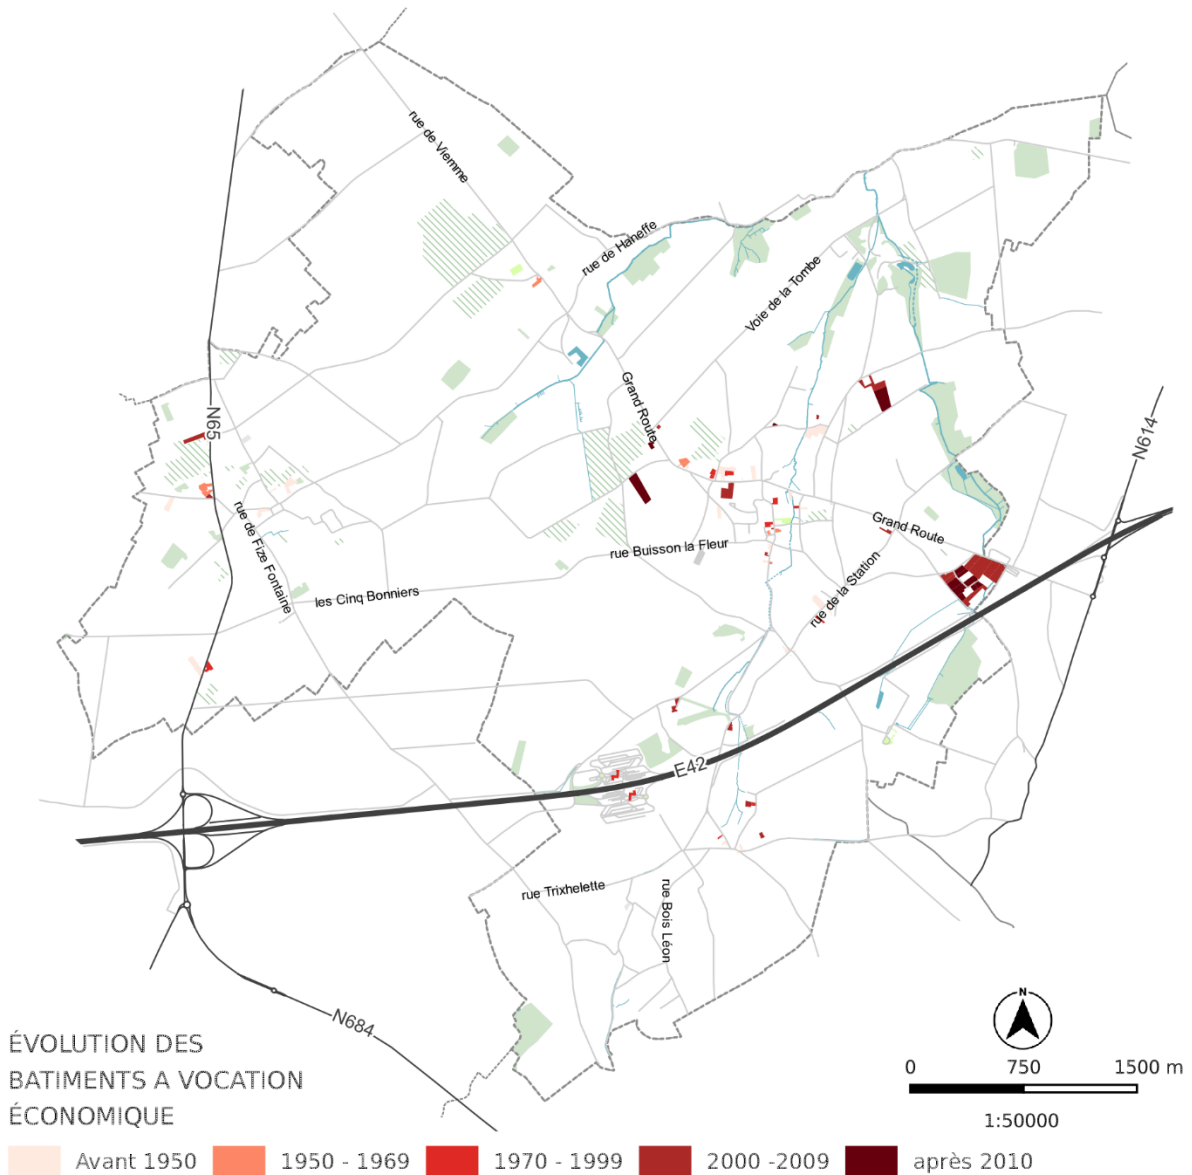 rue de Viemme
rue de Haneffe
Voie de la Tombe
N65
Grand Route
N614
rue de Fize Fontaine
Grand Route
rue Buisson la Fleur
rue de la Station
les Cinq Bonniers
E42
rue Trixhelette
rue Bois Léon
N684
N
0 750 1500 m
1:50000
ÉVOLUTION DES
BATIMENTS A VOCATION
ÉCONOMIQUE
Avant 1950 1950 - 1969 1970 - 1999 2000 -2009 après 2010